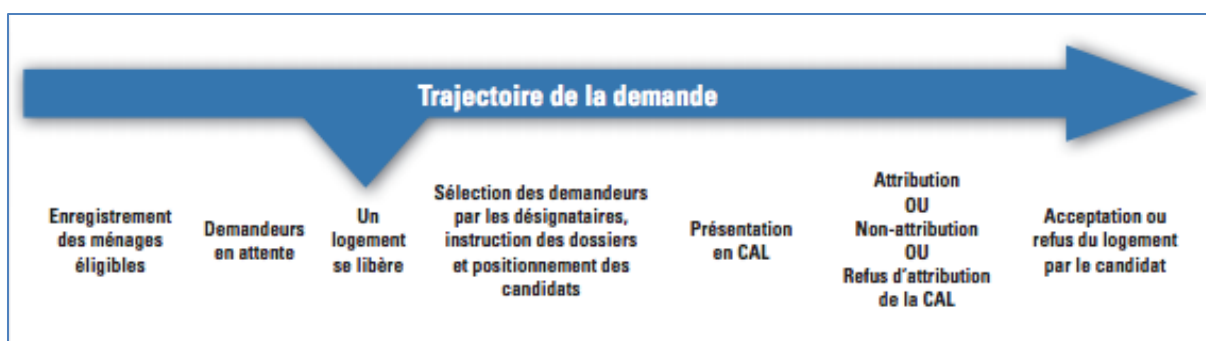 Trajectoire de la demande
Enregistrement
des ménages
éligibles
Demandeurs
en attente
Un
logement
se libère
Sélection des demandeurs
par les désignataires,
instruction des dossiers
et positionnement des
candidats
Présentation
en CAL
Attribution
OU
Non-attribution
OU
Refus d'attribution
de la CAL
Acceptation ou
refus du logement
par le candidat